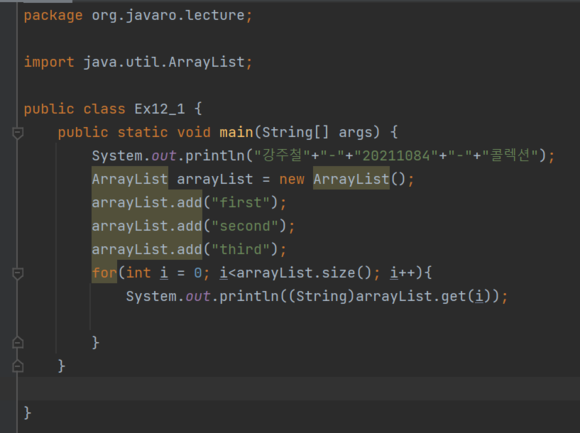 package org.javaro.lecture;
import java.util.ArrayList;
public class Ex12_1 {
public static void main(String[] args) {
System.out.println("강주철"+"-"+"20211084"+"-"+"콜렉션");
ArrayList arrayList = new ArrayList();
arrayList.add("first");
arrayList.add("second");
arrayList.add("third");
for(int i = 0; i<arrayList.size(); i++){
System.out.println((String)arrayList.get(i));
}
}
}